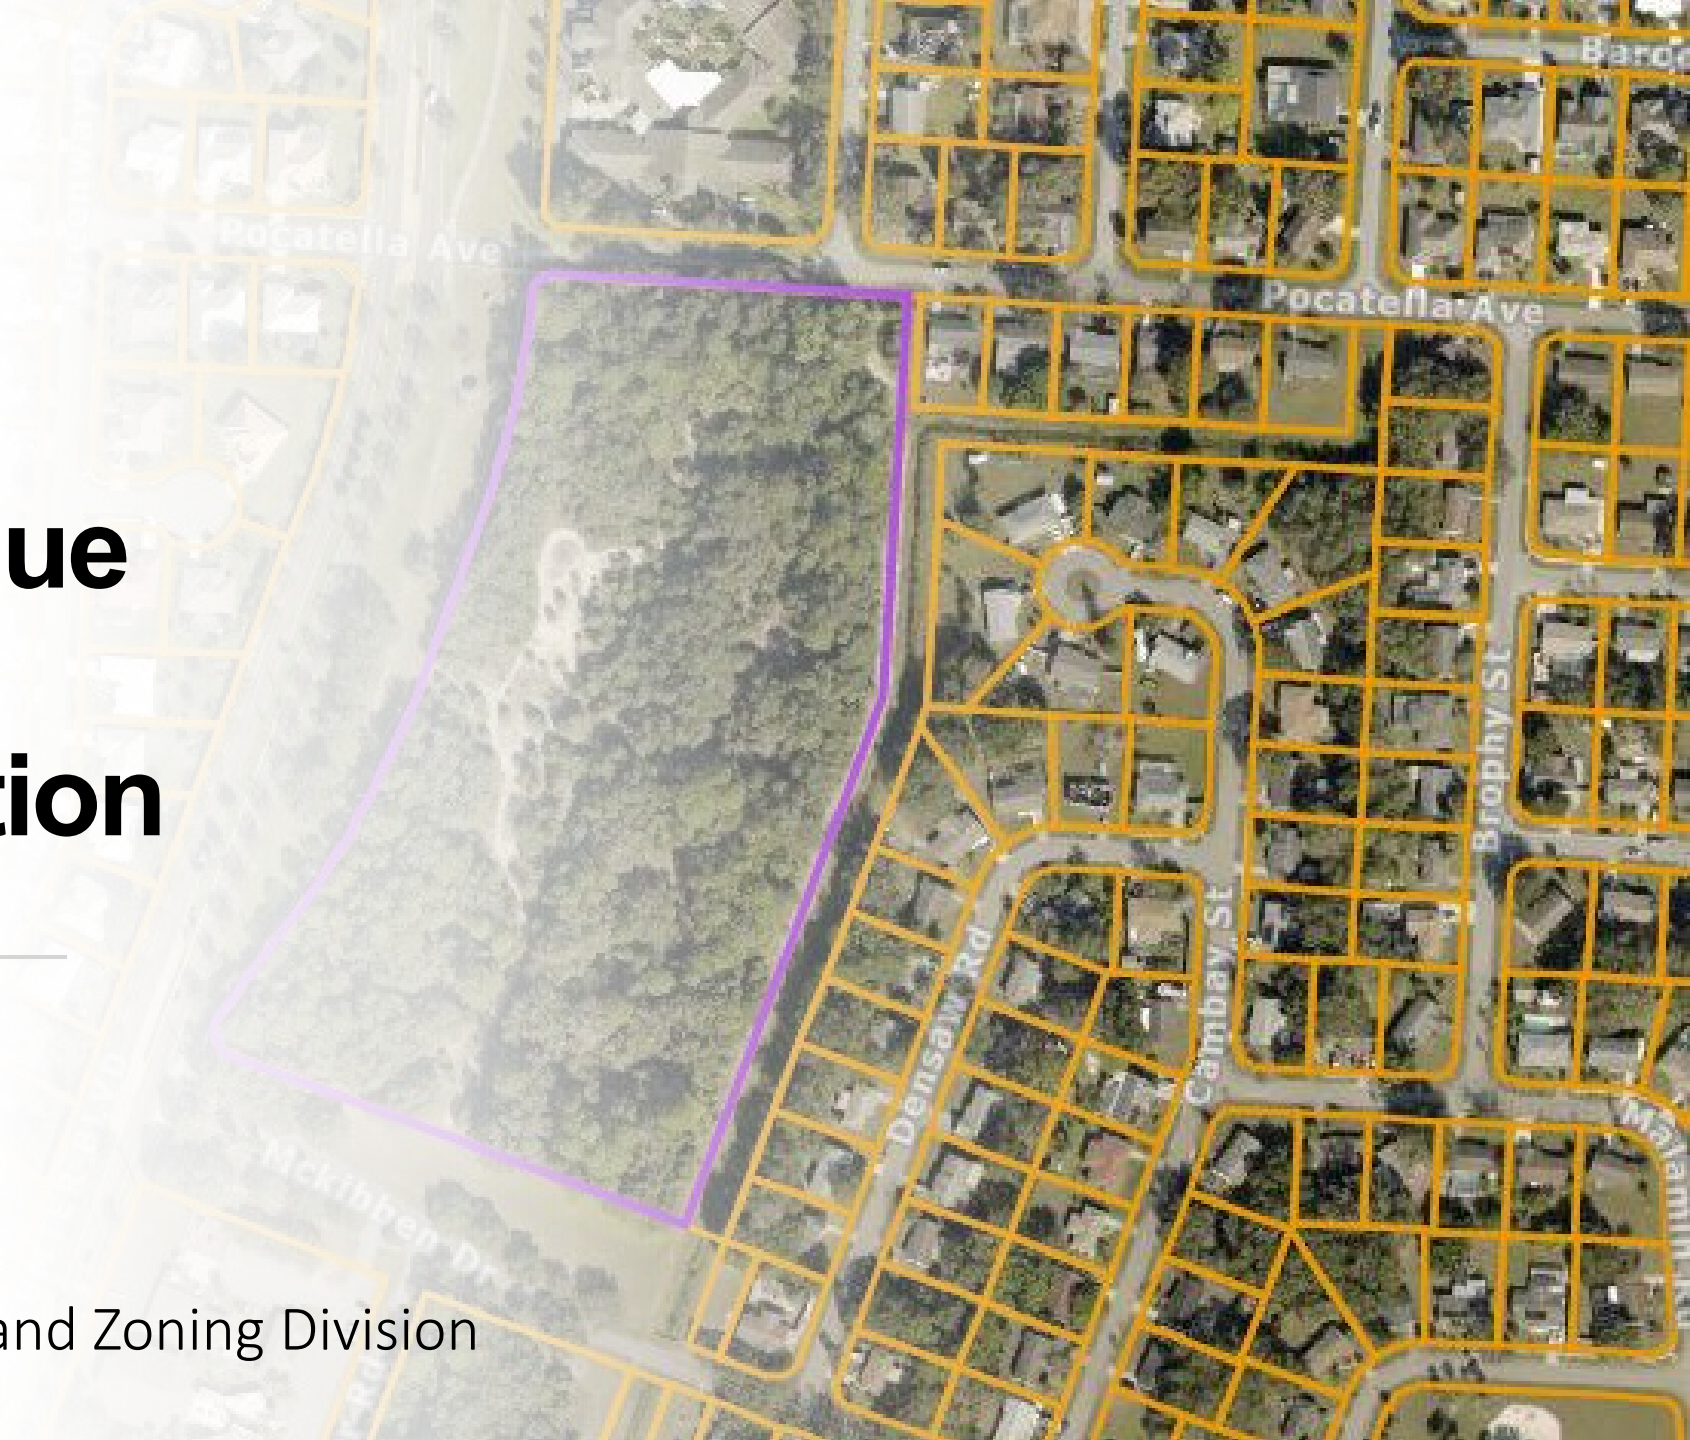 Pocatella Ave
Pocatella Ave
ue
tion
Brophy St
Cambay St
Densaw Rd
Mckibben Dr
and Zoning Division